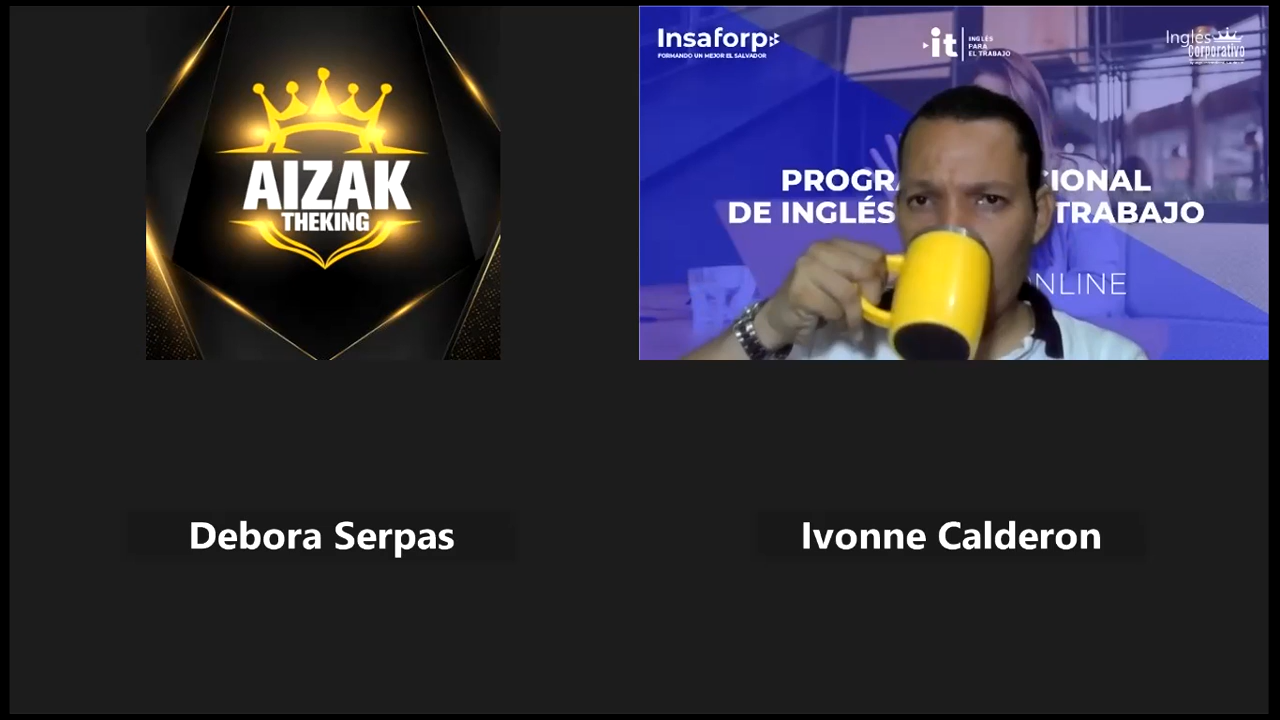 AIZAK
THEKING
Insaforp
FORMANDO UN MEJOR EL SALVADOR
it
INGLÉS
PARA
EL TRABAJO
Inglés
Corporativo
PROGRA CIONAL
DE INGLÉS TRABAJO
NLINE
Debora Serpas
Ivonne Calderon